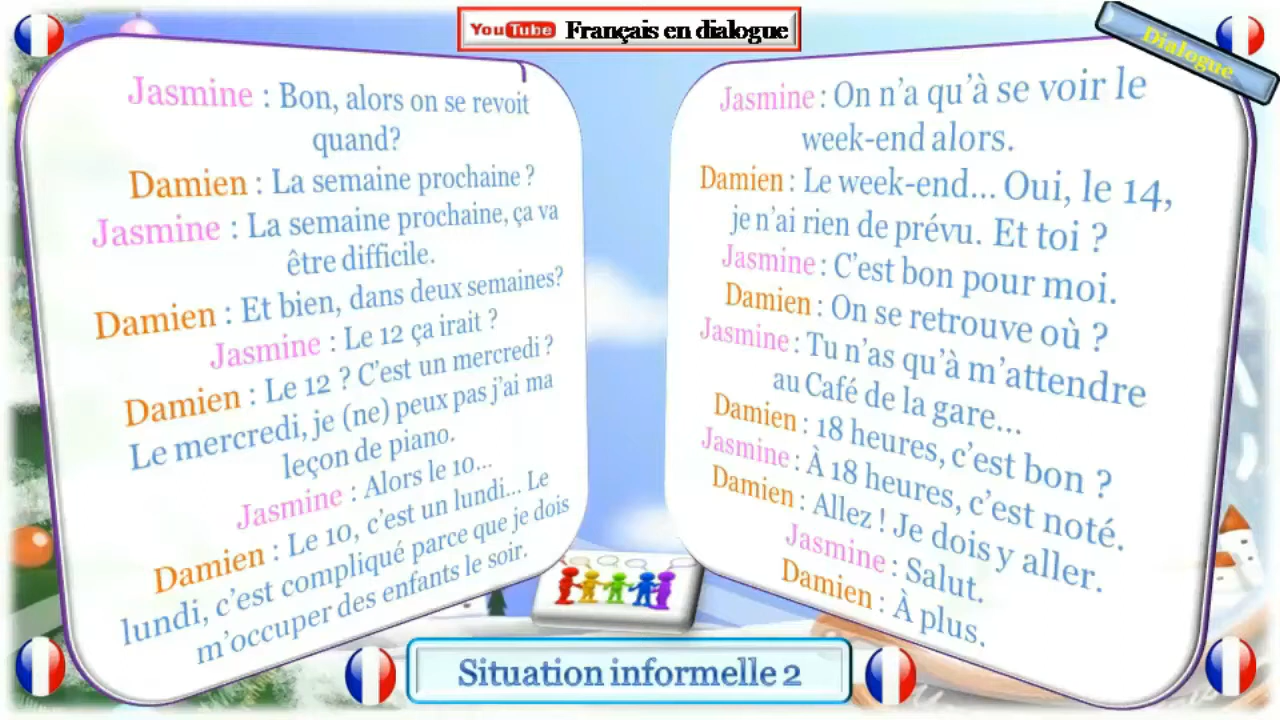 YouTube Français en dialogue
Dialogue
Jasmine : Bon, alors on se revoit
quand?
Damien : La semaine prochaine ?
Jasmine : La semaine prochaine, ça va
être difficile.
Damien : Et bien, dans deux semaines?
Jasmine : Le 12 ça irait ?
Damien : Le 12 ? C’est un mercredi ?
Le mercredi, je (ne) peux pas j’ai ma
leçon de piano.
Jasmine : Alors le 10...
Damien : Le 10, c’est un lundi... Le
lundi, c’est compliqué parce que je dois
m’occuper des enfants le soir.
Jasmine : On n’a qu’à se voir le
week-end alors.
Damien : Le week-end... Oui, le 14,
je n’ai rien de prévu. Et toi ?
Jasmine : C’est bon pour moi.
Damien : On se retrouve où ?
Jasmine : Tu n’as qu’à m’attendre
au Café de la gare...
Damien : 18 heures, c’est bon ?
Jasmine : À 18 heures, c’est noté.
Damien : Allez ! Je dois y aller.
Jasmine : Salut.
Damien : À plus.
Situation informelle 2